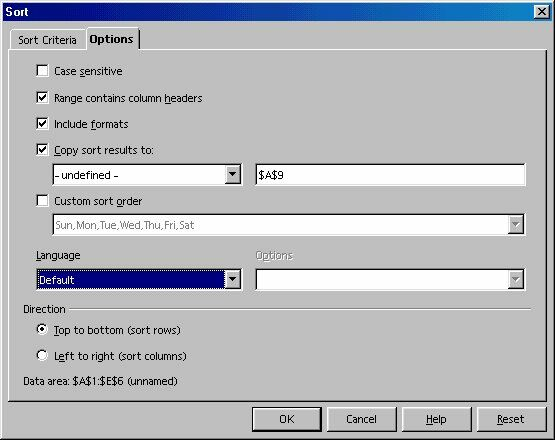 Sort
Sort Criteria Options
Case sensitive
Range contains column headers
Include formats
Copy sort results to:
- undefined - $A$9
Custom sort order
Sun,Mon,Tue,Wed,Thu,Fri,Sat
Language Options
Default
Direction
Top to bottom (sort rows)
Left to right (sort columns)
Data area: $A$1:$E$6 (unnamed)
OK Cancel Help Reset